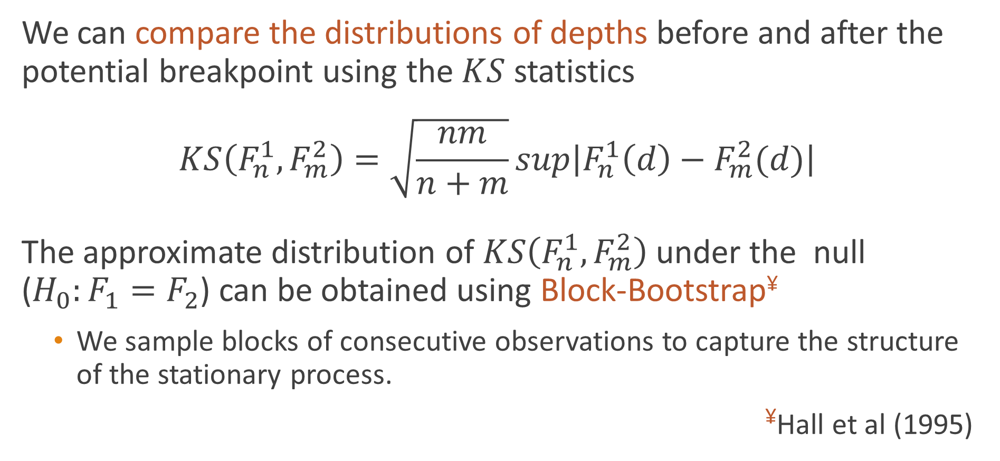 We can compare the distributions of depths before and after the
potential breakpoint using the KS statistics
KS(F_n^1, F_m^2) = √(nm / (n + m)) sup|F_n^1(d) − F_m^2(d)|
The approximate distribution of KS(F_n^1, F_m^2) under the  null
(H_0: F_1 = F_2) can be obtained using Block-Bootstrap^¥
• We sample blocks of consecutive observations to capture the structure
of the stationary process.
^¥Hall et al (1995)